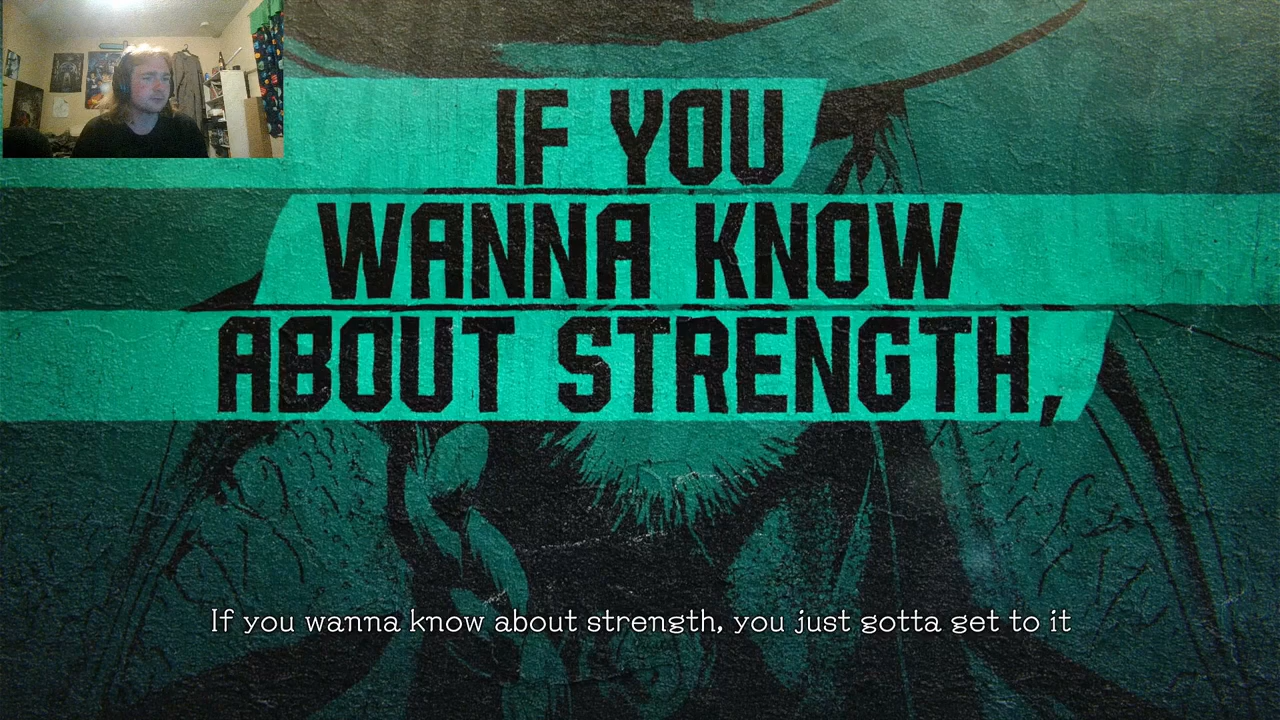 IF YOU
WANNA KNOW
ABOUT STRENGTH,
If you wanna know about strength, you just gotta get to it